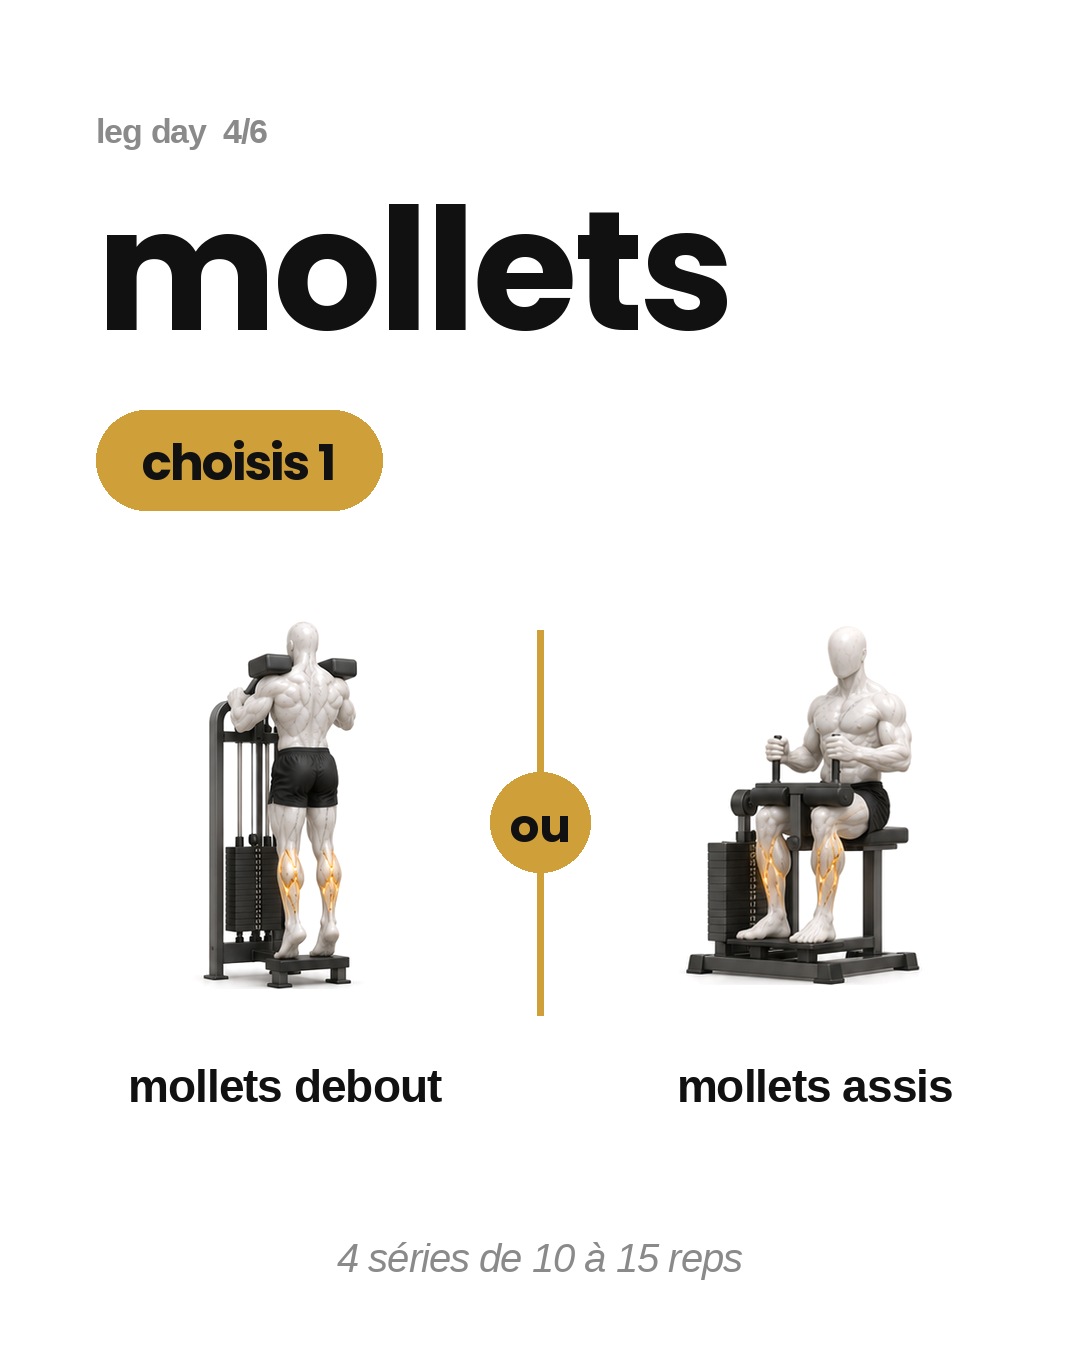 leg day 4/6
mollets
choisis 1
ou
mollets debout
mollets assis
4 séries de 10 à 15 reps